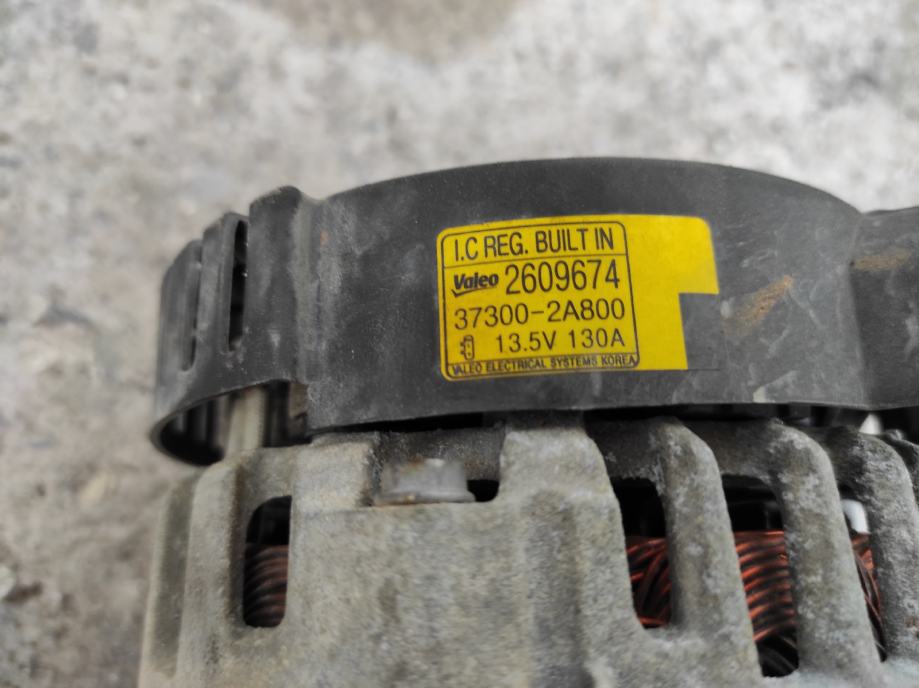 I.C REG. BUILT IN
Valeo 2609674
37300-2A800
13.5V 130A
VALEO ELECTRICAL SYSTEMS KOREA